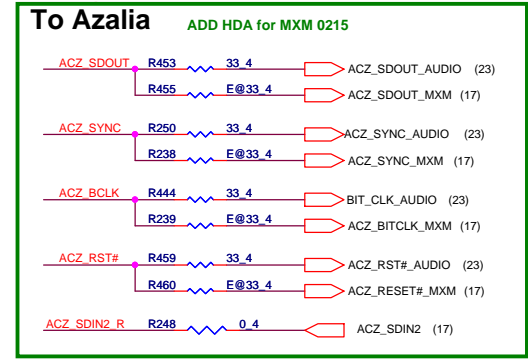 To Azalia ADD HDA for MXM 0215
ACZ_SDOUT R453 33_4 ACZ_SDOUT_AUDIO (23)
R455 E@33_4 ACZ_SDOUT_MXM (17)
ACZ_SYNC R250 33_4 ACZ_SYNC_AUDIO (23)
R238 E@33_4 ACZ_SYNC_MXM (17)
ACZ_BCLK R444 33_4 BIT_CLK_AUDIO (23)
R239 E@33_4 ACZ_BITCLK_MXM (17)
ACZ_RST# R459 33_4 ACZ_RST#_AUDIO (23)
R460 E@33_4 ACZ_RESET#_MXM (17)
ACZ_SDIN2_R R248 0_4 ACZ_SDIN2 (17)